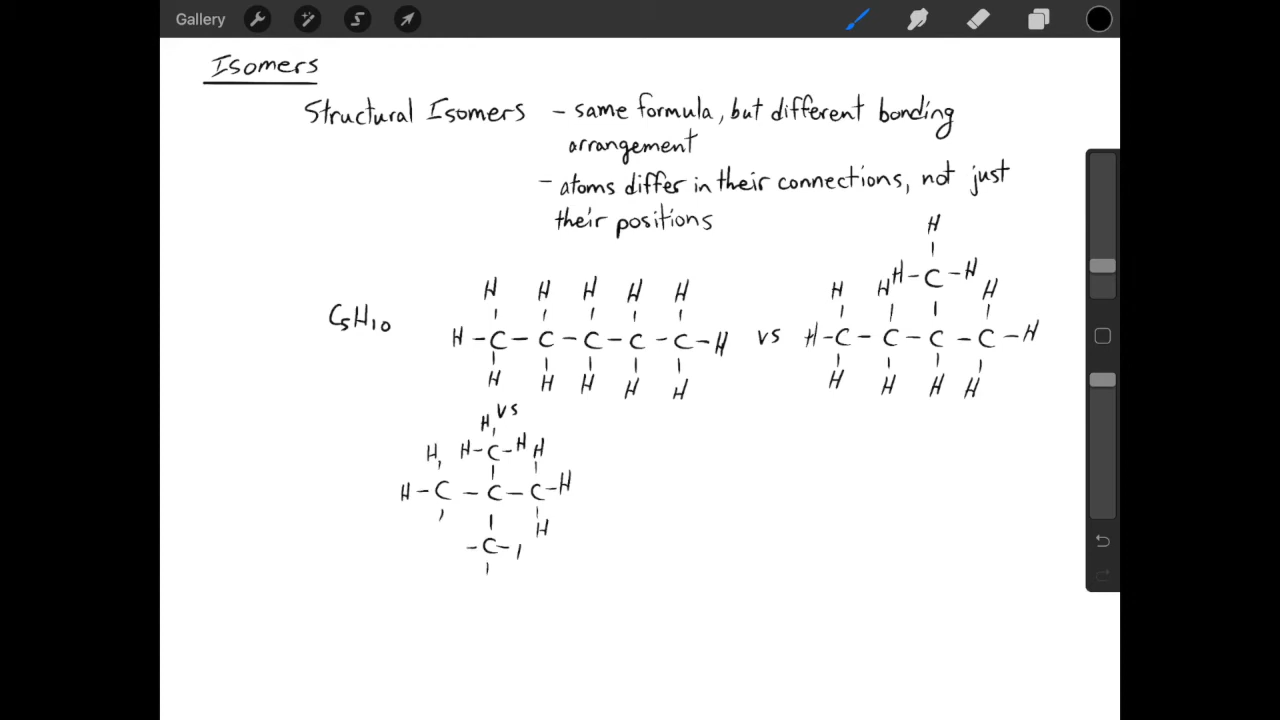 Gallery
Isomers
Structural Isomers - same formula, but different bonding
arrangement
- atoms differ in their connections, not just
their positions
H
H H H H H H H H-C-H H
C5H10 H-C-C-C-C-C-H vs H-C-C-C-C-H
H H H H H H H H H
vs
H
H H-C-H H
H-C-C-C-H
H
-C-